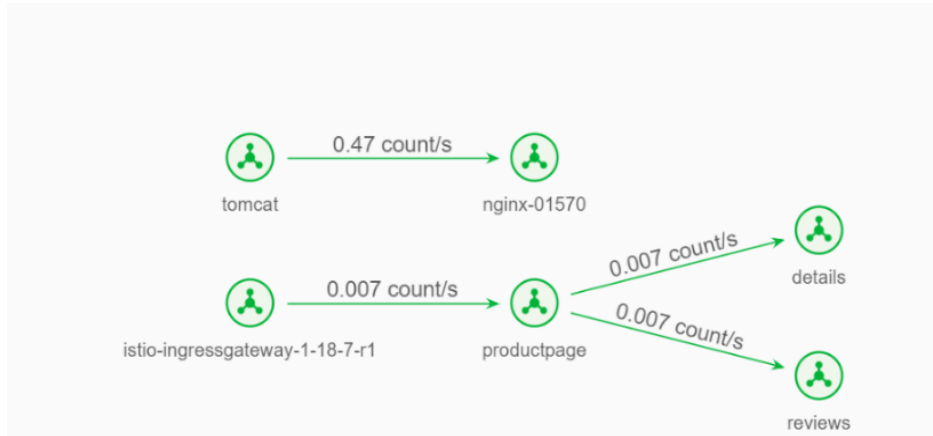 0.47 count/s
tomcat
nginx-01570
0.007 count/s
details
0.007 count/s
0.007 count/s
istio-ingressgateway-1-18-7-r1
productpage
reviews